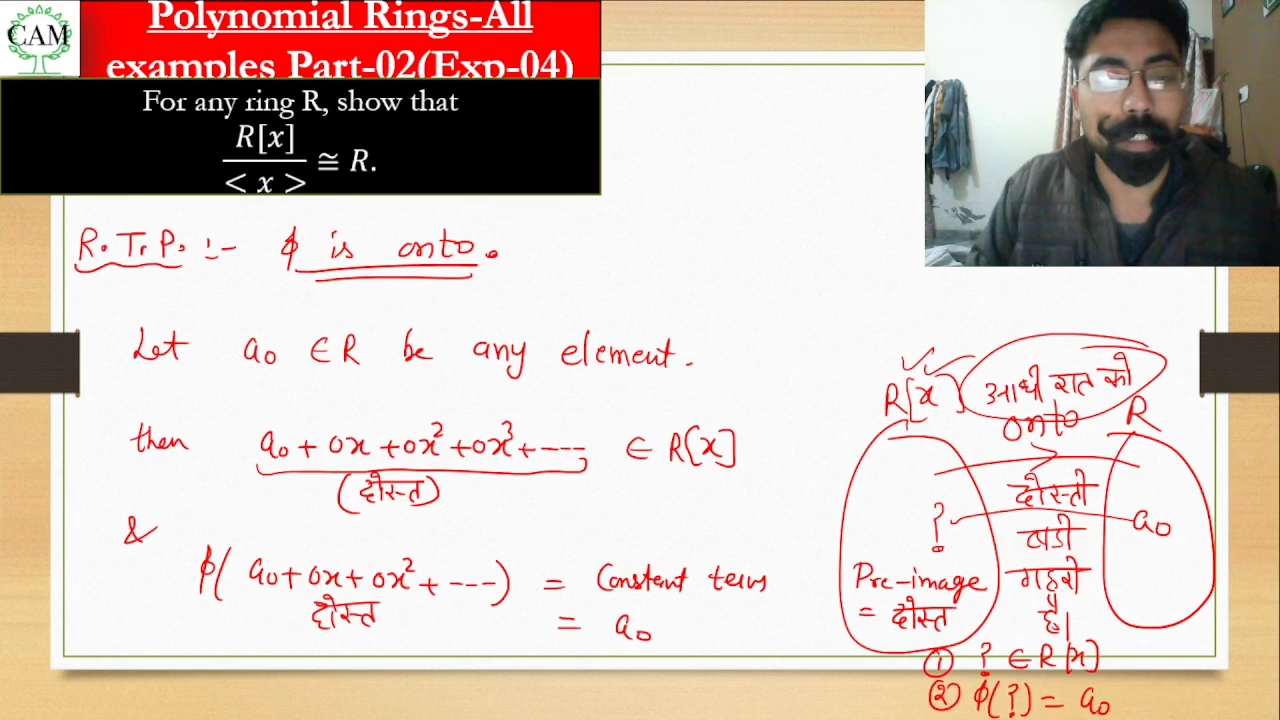 CAM
Polynomial Rings-All
examples Part-02(Exp-04)
For any ring R, show that
R[x]
< x >
≅ R.
R.T.P. :- ϕ is onto.
Let a₀ ∈ R be any element.
then a₀ + 0x + 0x² + 0x³ + ---- ∈ R[x]
(दोस्त)
&
ϕ( a₀ + 0x + 0x² + ---- ) = Constant term
दोस्त
= a₀
R[x]
आधी रात को
onto
R
दोस्ती
?
a₀
बडी
गहरी
है।
Pre-image
= दोस्त
① ? ∈ R[x]
② ϕ(?) = a₀